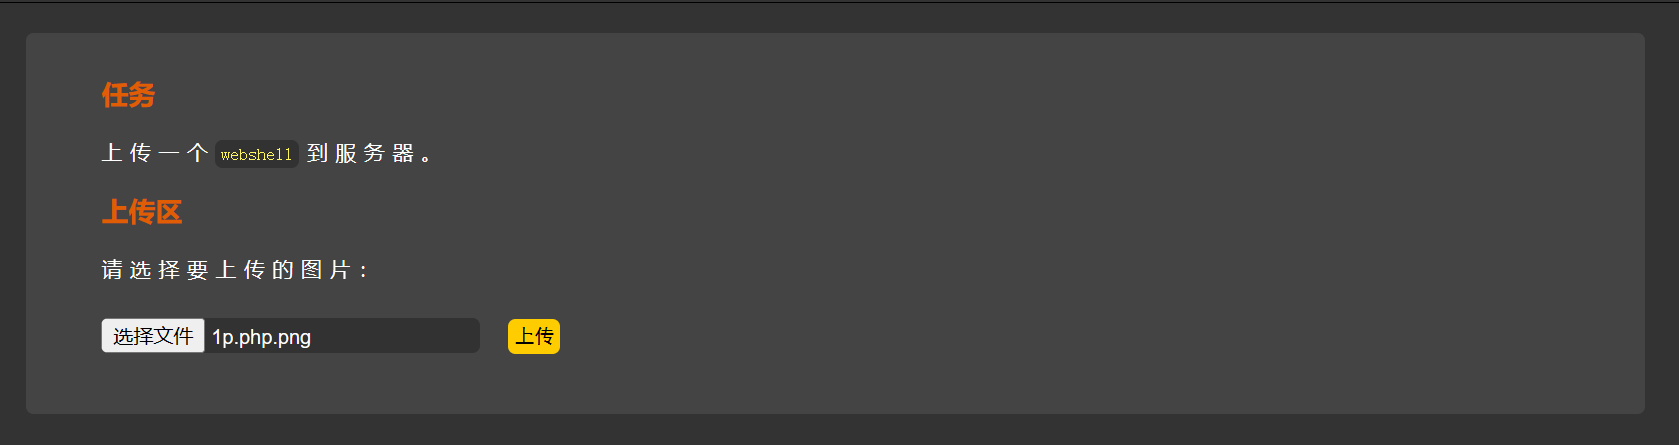 任务
上传一个 webshell 到服务器。
上传区
请选择要上传的图片：
选择文件 1p.php.png 上传